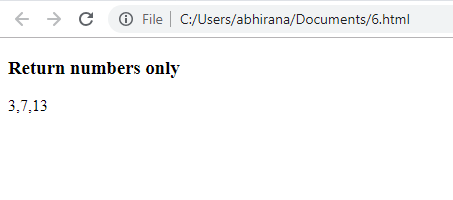 File | C:/Users/abhirana/Documents/6.html
Return numbers only
3,7,13